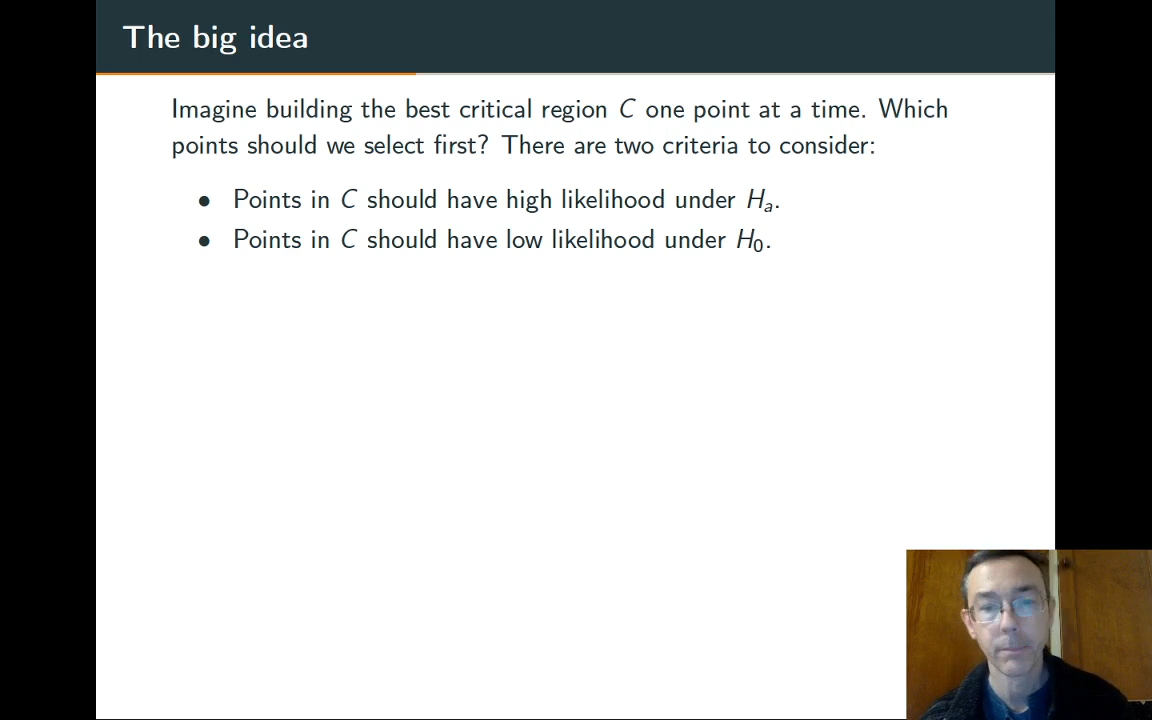 The big idea
Imagine building the best critical region C one point at a time. Which
points should we select first? There are two criteria to consider:
• Points in C should have high likelihood under Hₐ.
• Points in C should have low likelihood under H₀.